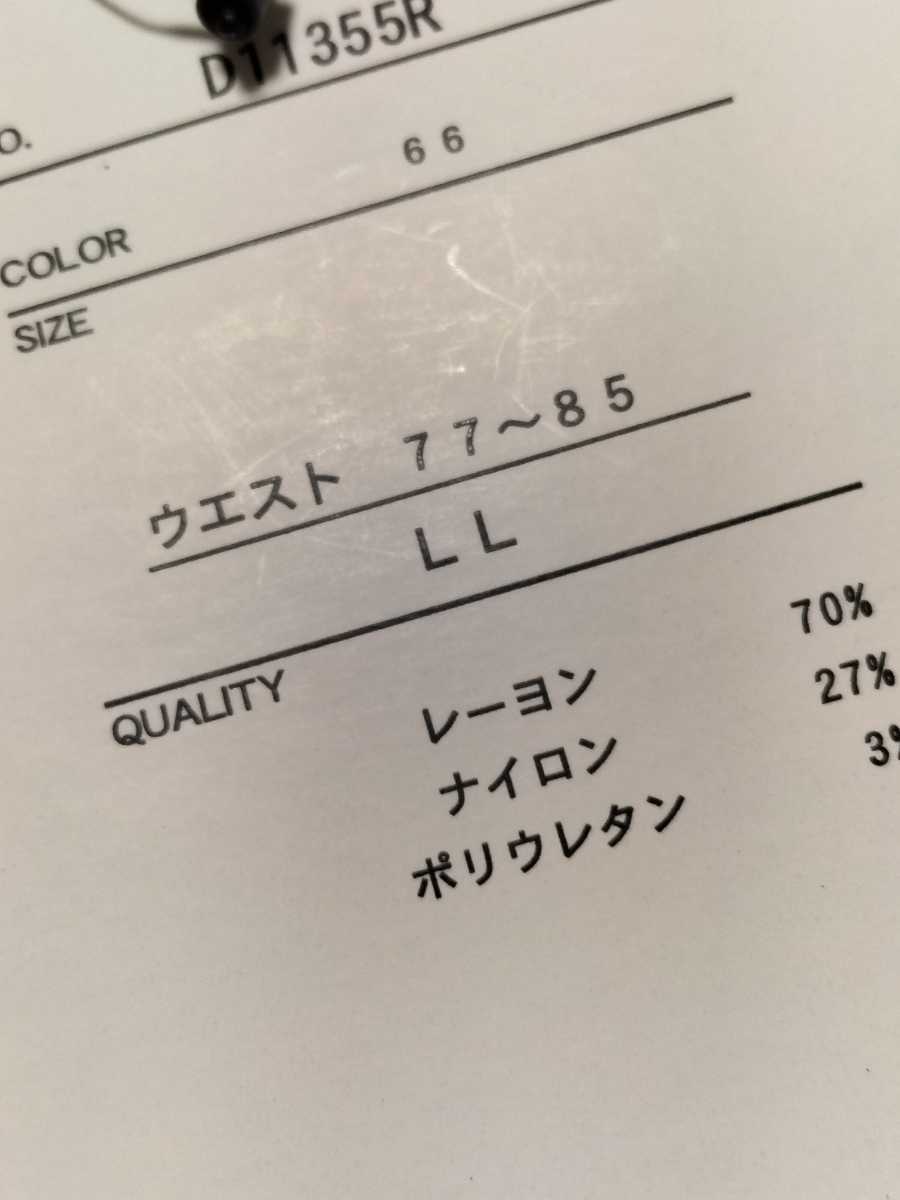 O. D11355R
COLOR 66
SIZE
ウエスト 77～85
LL
QUALITY
レーヨン 70%
ナイロン 27%
ポリウレタン 3%